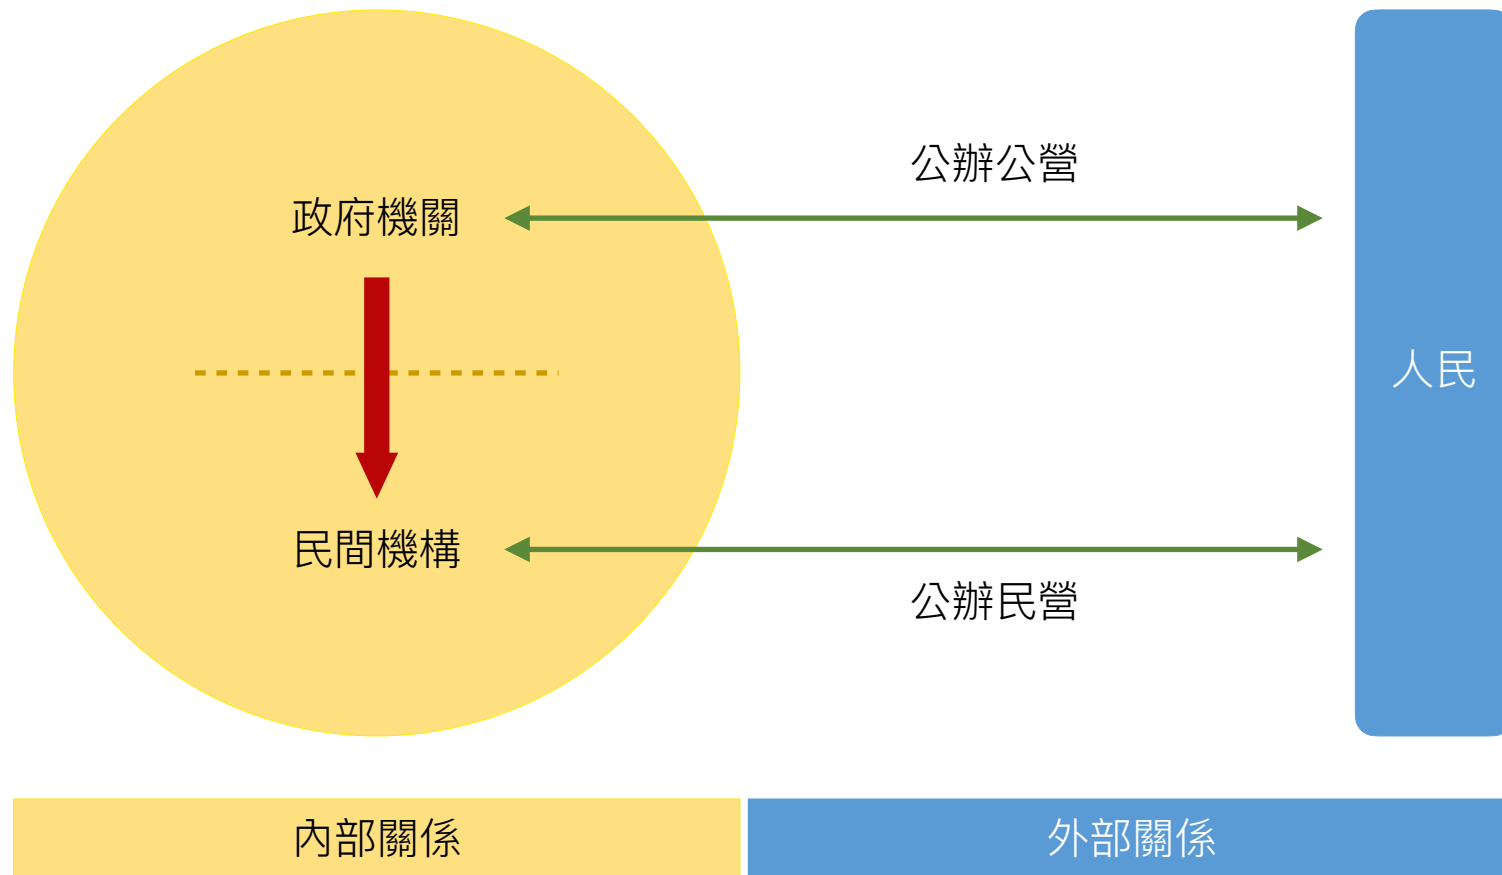 公辦公營
政府機關
人民
民間機構
公辦民營
內部關係
外部關係